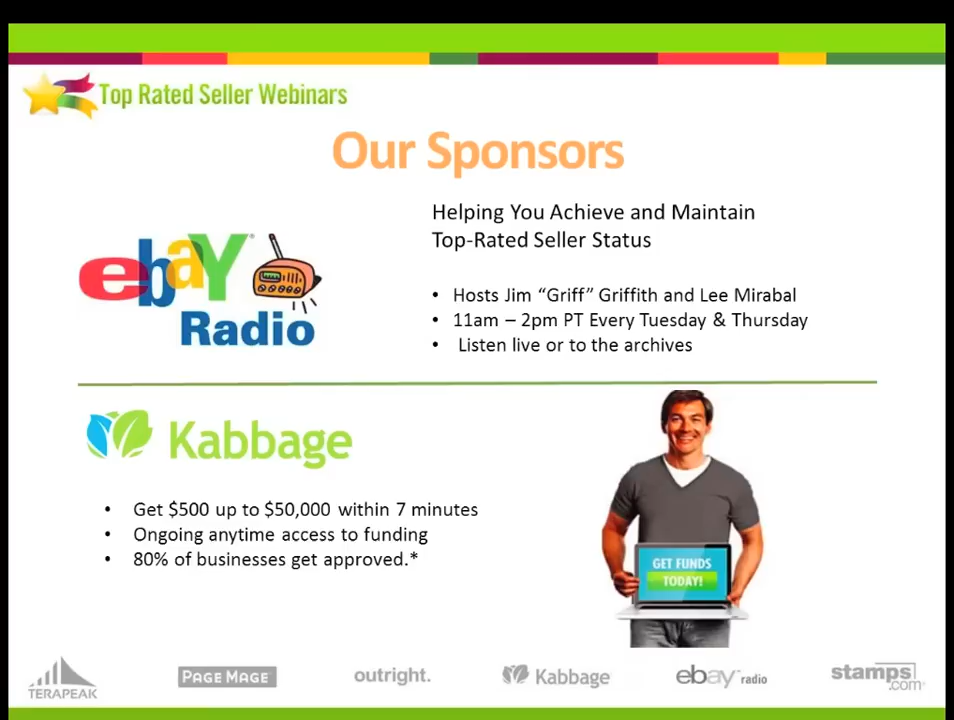 Top Rated Seller Webinars
Our Sponsors
ebaY®
Radio
Helping You Achieve and Maintain
Top-Rated Seller Status
• Hosts Jim “Griff” Griffith and Lee Mirabal
• 11am – 2pm PT Every Tuesday & Thursday
• Listen live or to the archives
Kabbage
• Get $500 up to $50,000 within 7 minutes
• Ongoing anytime access to funding
• 80% of businesses get approved.*
GET FUNDS
TODAY!
TERAPEAK
PAGE MAGE
outright.
Kabbage
ebay™ radio
stamps
.com®